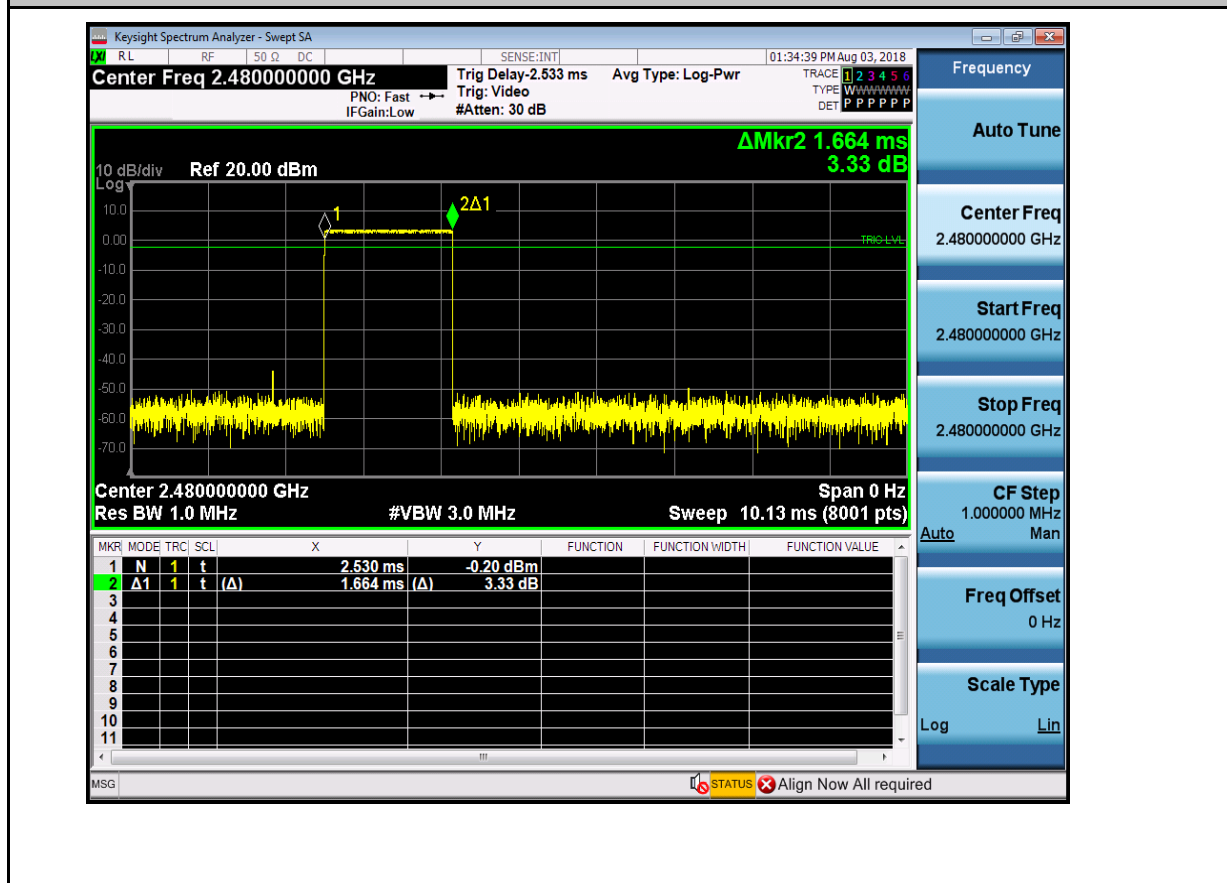 Keysight Spectrum Analyzer - Swept SA
LXI RL RF 50 Ω DC SENSE:INT 01:34:39 PM Aug 03, 2018
Center Freq 2.480000000 GHz
PNO: Fast
IFGain:Low
Trig Delay-2.533 ms
Trig: Video
#Atten: 30 dB
Avg Type: Log-Pwr
TRACE 1 2 3 4 5 6
TYPE WWWWWW
DET P P P P P P
ΔMkr2 1.664 ms
3.33 dB
10 dB/div Ref 20.00 dBm
Log
1
2Δ1
TRIG LVL
10.0
0.00
-10.0
-20.0
-30.0
-40.0
-50.0
-60.0
-70.0
Center 2.480000000 GHz Span 0 Hz
Res BW 1.0 MHz #VBW 3.0 MHz Sweep 10.13 ms (8001 pts)
MKR MODE TRC SCL X Y FUNCTION FUNCTION WIDTH FUNCTION VALUE
1 N 1 t 2.530 ms -0.20 dBm
2 Δ1 1 t (Δ) 1.664 ms (Δ) 3.33 dB
3
4
5
6
7
8
9
10
11
MSG STATUS Align Now All required
Frequency
Auto Tune
Center Freq
2.480000000 GHz
Start Freq
2.480000000 GHz
Stop Freq
2.480000000 GHz
CF Step
1.000000 MHz
Auto Man
Freq Offset
0 Hz
Scale Type
Log Lin